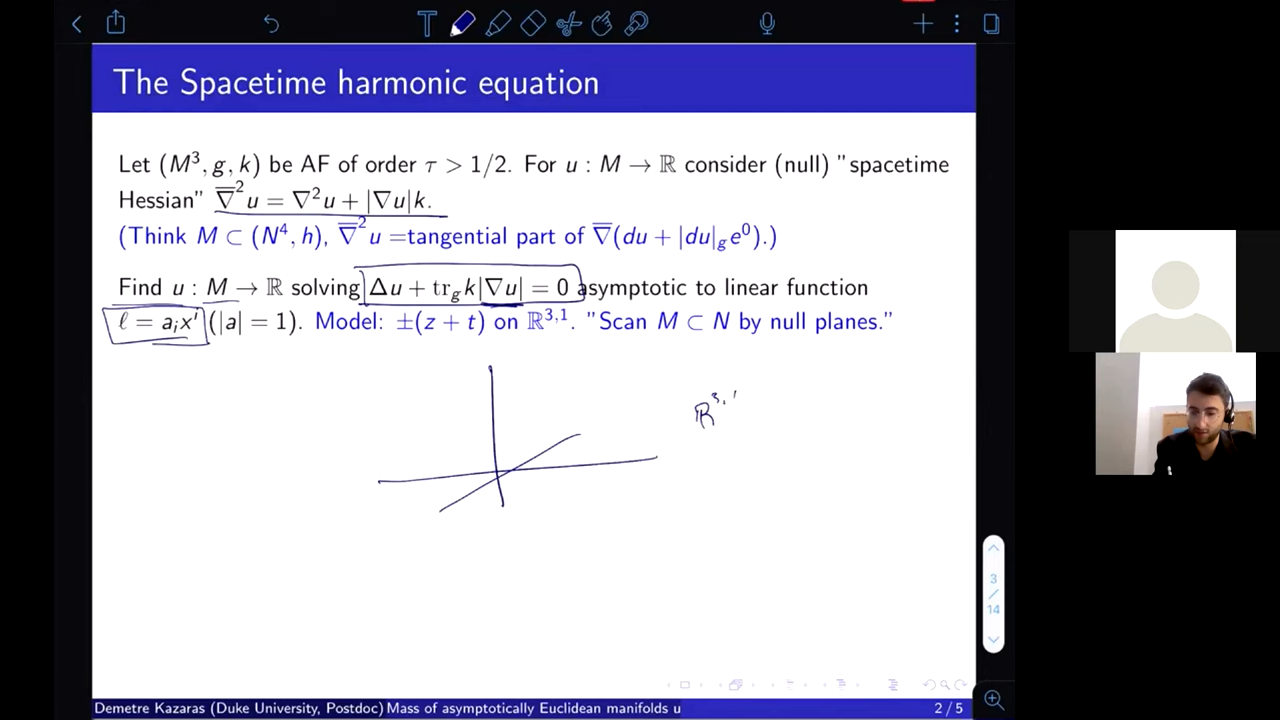 The Spacetime harmonic equation
Let (M³, g, k) be AF of order τ > 1/2. For u : M → ℝ consider (null) "spacetime
Hessian" ∇̅²u = ∇²u + |∇u|k.
(Think M ⊂ (N⁴, h), ∇̅²u =tangential part of ∇̅(du + |du|_g e⁰).)
Find u : M → ℝ solving Δu + tr_g k|∇u| = 0 asymptotic to linear function
ℓ = a_i x^i (|a| = 1). Model: ±(z + t) on ℝ^{3,1}. "Scan M ⊂ N by null planes."
ℝ^{3,1}
3
/
14
Demetre Kazaras (Duke University, Postdoc) Mass of asymptotically Euclidean manifolds u 2 / 5